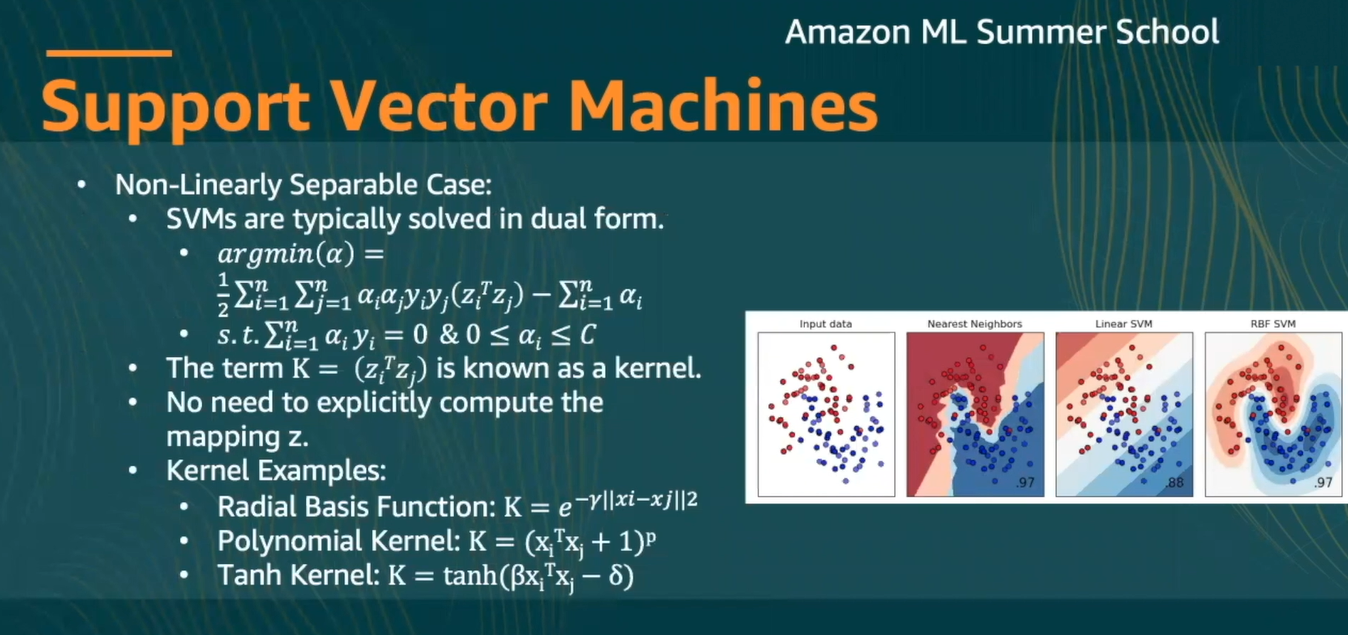 Amazon ML Summer School
Support Vector Machines
• Non-Linearly Separable Case:
• SVMs are typically solved in dual form.
• argmin(α) =
½∑ⁿᵢ₌₁ ∑ⁿⱼ₌₁ αᵢαⱼyᵢyⱼ(zᵢᵀzⱼ) − ∑ⁿᵢ₌₁ αᵢ
• s.t.∑ⁿᵢ₌₁ αᵢyᵢ = 0 & 0 ≤ αᵢ ≤ C
• The term K = (zᵢᵀzⱼ) is known as a kernel.
• No need to explicitly compute the
mapping z.
• Kernel Examples:
• Radial Basis Function: K = e^−γ||xi−xj||2
• Polynomial Kernel: K = (xᵢᵀxⱼ + 1)ᵖ
• Tanh Kernel: K = tanh(βxᵢᵀxⱼ − δ)
Input data
Nearest Neighbors
Linear SVM
RBF SVM
.97
.88
.97